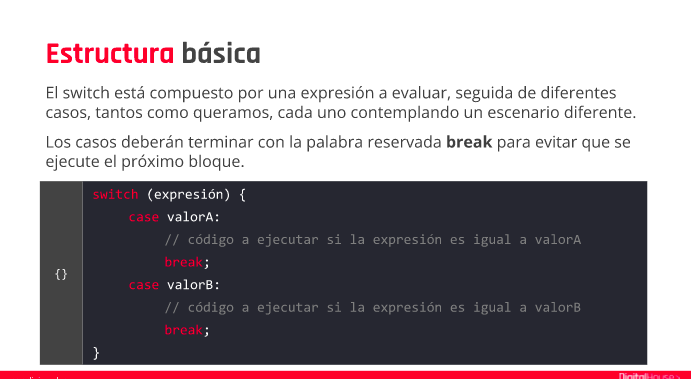 Estructura básica
El switch está compuesto por una expresión a evaluar, seguida de diferentes
casos, tantos como queramos, cada uno contemplando un escenario diferente.
Los casos deberán terminar con la palabra reservada break para evitar que se
ejecute el próximo bloque.
{}
switch (expresión) {
case valorA:
// código a ejecutar si la expresión es igual a valorA
break;
case valorB:
// código a ejecutar si la expresión es igual a valorB
break;
}
DigitalHouse>